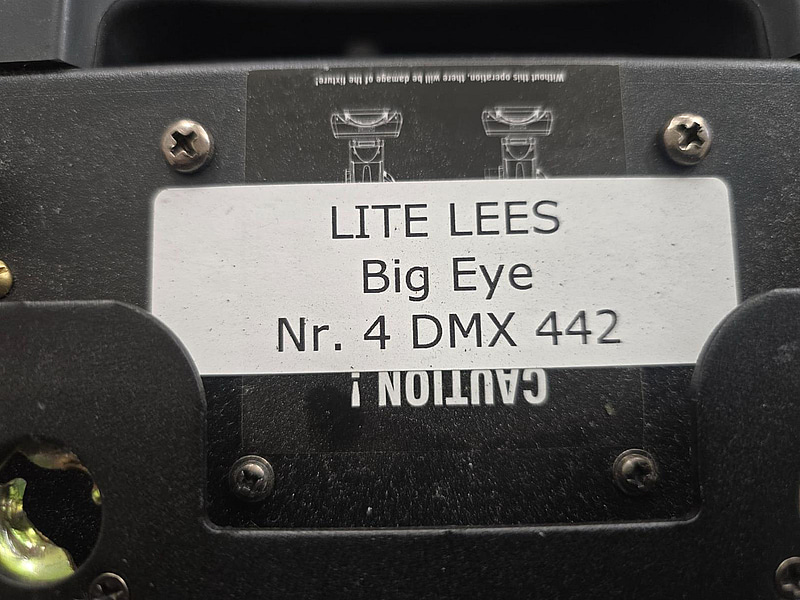 Without this operation, there will be damage of the fixture!
LITE LEES
Big Eye
Nr. 4 DMX 442
CAUTION !